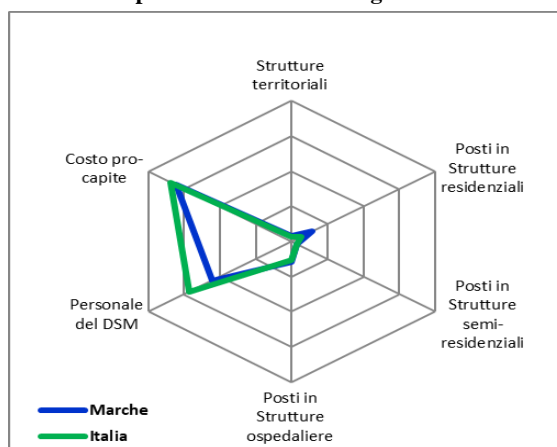 Strutture
territoriali
Costo pro-
capite
Posti in
Strutture
residenziali
Personale
del DSM
Posti in
Strutture
semi-
residenziali
Posti in
Strutture
ospedaliere
Marche
Italia